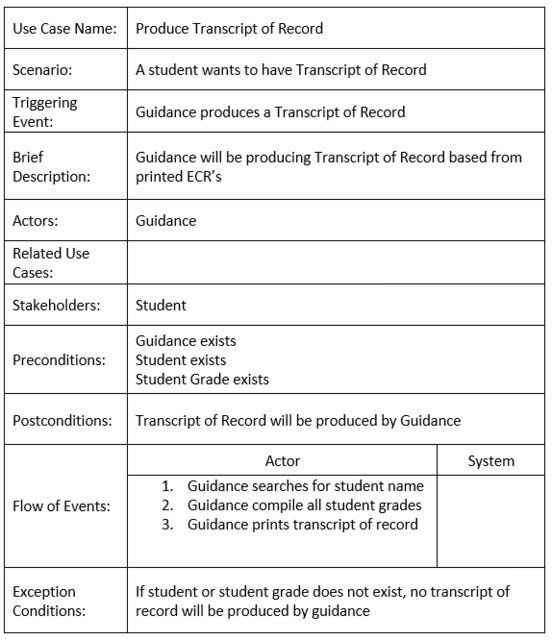 Use Case Name: Produce Transcript of Record
Scenario: A student wants to have Transcript of Record
Triggering
Event:
Guidance produces a Transcript of Record
Brief
Description:
Guidance will be producing Transcript of Record based from
printed ECR’s
Actors: Guidance
Related Use
Cases:
Stakeholders: Student
Preconditions:
Guidance exists
Student exists
Student Grade exists
Postconditions: Transcript of Record will be produced by Guidance
Flow of Events:
Actor System
1. Guidance searches for student name
2. Guidance compile all student grades
3. Guidance prints transcript of record
Exception
Conditions:
If student or student grade does not exist, no transcript of
record will be produced by guidance